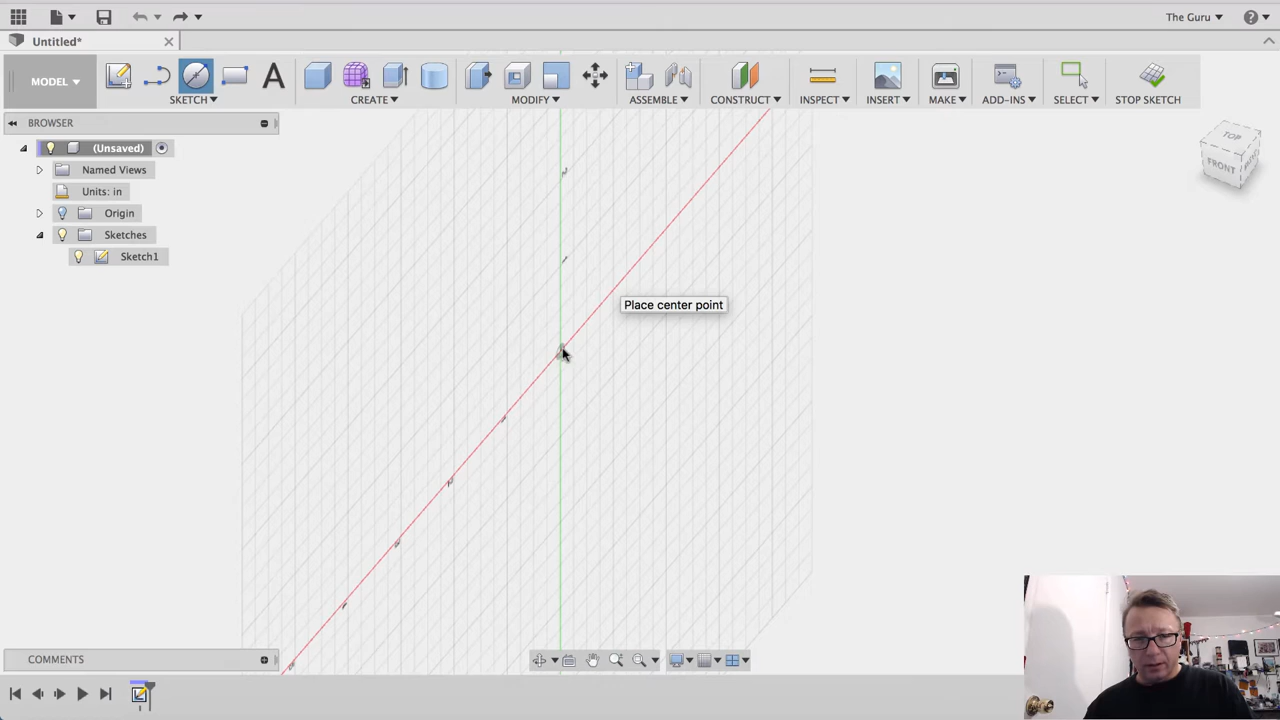 The Guru
Untitled*
MODEL
SKETCH
CREATE
MODIFY
ASSEMBLE
CONSTRUCT
INSPECT
INSERT
MAKE
ADD-INS
SELECT
STOP SKETCH
BROWSER
(Unsaved)
Named Views
Units: in
Origin
Sketches
Sketch1
TOP
FRONT
Place center point
COMMENTS